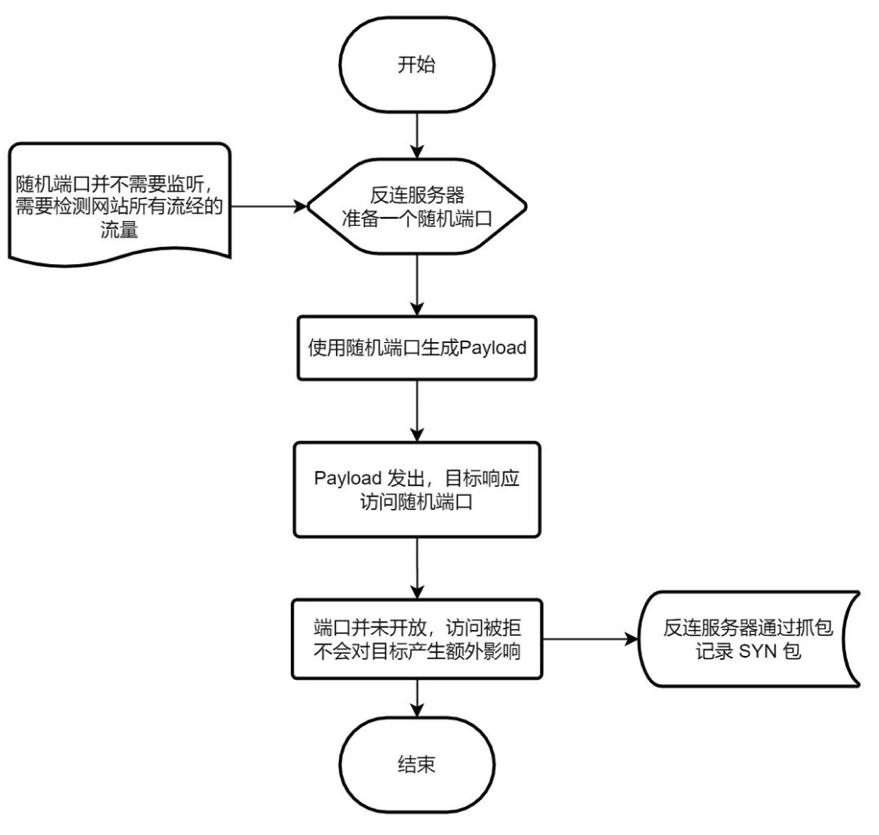 开始
随机端口并不需要监听，
需要检测网站所有流经的
流量
反连服务器
准备一个随机端口
使用随机端口生成Payload
Payload 发出，目标响应
访问随机端口
端口并未开放，访问被拒
不会对目标产生额外影响
反连服务器通过抓包
记录 SYN 包
结束